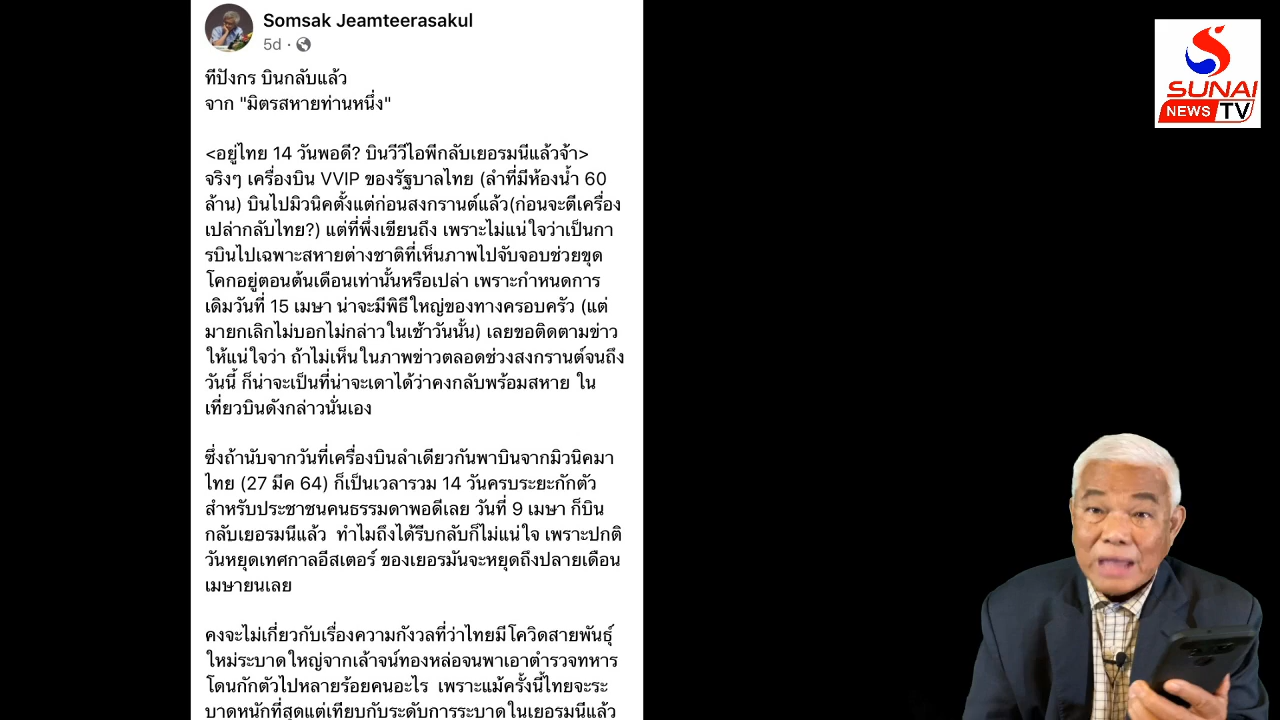 Somsak Jeamteerasakul
5d ·
ทีปังกร บินกลับแล้ว
จาก "มิตรสหายท่านหนึ่ง"
<อยู่ไทย 14 วันพอดี? บินวีวีไอพีกลับเยอรมนีแล้วจ้า>
จริงๆ เครื่องบิน VVIP ของรัฐบาลไทย (ลำที่มีห้องน้ำ 60
ล้าน) บินไปมิวนิคตั้งแต่ก่อนสงกรานต์แล้ว(ก่อนจะตีเครื่อง
เปล่ากลับไทย?) แต่ที่พึ่งเขียนถึง เพราะไม่แน่ใจว่าเป็นกา
รบินไปเฉพาะสหายต่างชาติที่เห็นภาพไปจับจอบช่วยขุด
โคกอยู่ตอนต้นเดือนเท่านั้นหรือเปล่า เพราะกำหนดการ
เดิมวันที่ 15 เมษา น่าจะมีพิธีใหญ่ของทางครอบครัว (แต่
มายกเลิกไม่บอกไม่กล่าวในเช้าวันนั้น) เลยขอติดตามข่าว
ให้แน่ใจว่า ถ้าไม่เห็นในภาพข่าวตลอดช่วงสงกรานต์จนถึง
วันนี้ ก็น่าจะเป็นที่น่าจะเดาได้ว่าคงกลับพร้อมสหาย ใน
เที่ยวบินดังกล่าวนั่นเอง
ซึ่งถ้านับจากวันที่เครื่องบินลำเดียวกันพาบินจากมิวนิคมา
ไทย (27 มีค 64) ก็เป็นเวลารวม 14 วันครบระยะกักตัว
สำหรับประชาชนคนธรรมดาพอดีเลย วันที่ 9 เมษา ก็บิน
กลับเยอรมนีแล้ว ทำไมถึงได้รีบกลับก็ไม่แน่ใจ เพราะปกติ
วันหยุดเทศกาลอีสเตอร์ ของเยอรมันจะหยุดถึงปลายเดือน
เมษายนเลย
คงจะไม่เกี่ยวกับเรื่องความกังวลที่ว่าไทยมีโควิดสายพันธุ์
ใหม่ระบาดใหญ่จากเล้าจน์ทองหล่อจนพาเอาตำรวจทหาร
โดนกักตัวไปหลายร้อยคนอะไร เพราะแม้ครั้งนี้ไทยจะระ
บาดหนักที่สุดแต่เทียบกับระดับการระบาดในเยอรมนีแล้ว
SUNAI
NEWS TV